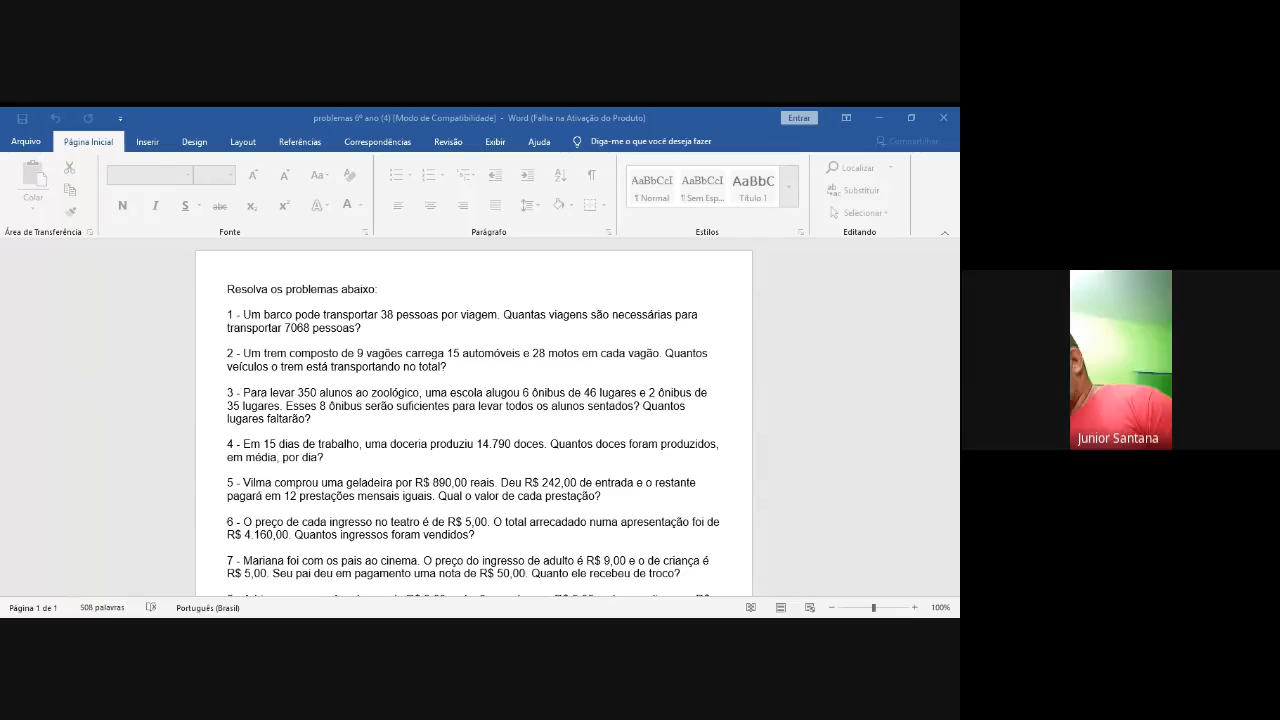 problemas 6º ano (4) [Modo de Compatibilidade] - Word (Falha na Ativação do Produto)
Entrar
Arquivo
Página Inicial
Inserir
Design
Layout
Referências
Correspondências
Revisão
Exibir
Ajuda
Diga-me o que você deseja fazer
Compartilhar
Colar
Área de Transferência
N I S abc x₂ x² A A
Aa
Fonte
Parágrafo
AaBbCcI AaBbCcI AaBbC
¶ Normal ¶ Sem Esp... Título 1
Estilos
Localizar
Substituir
Selecionar
Editando
Resolva os problemas abaixo:
1 - Um barco pode transportar 38 pessoas por viagem. Quantas viagens são necessárias para
transportar 7068 pessoas?
2 - Um trem composto de 9 vagões carrega 15 automóveis e 28 motos em cada vagão. Quantos
veículos o trem está transportando no total?
3 - Para levar 350 alunos ao zoológico, uma escola alugou 6 ônibus de 46 lugares e 2 ônibus de
35 lugares. Esses 8 ônibus serão suficientes para levar todos os alunos sentados? Quantos
lugares faltarão?
4 - Em 15 dias de trabalho, uma doceria produziu 14.790 doces. Quantos doces foram produzidos,
em média, por dia?
5 - Vilma comprou uma geladeira por R$ 890,00 reais. Deu R$ 242,00 de entrada e o restante
pagará em 12 prestações mensais iguais. Qual o valor de cada prestação?
6 - O preço de cada ingresso no teatro é de R$ 5,00. O total arrecadado numa apresentação foi de
R$ 4.160,00. Quantos ingressos foram vendidos?
7 - Mariana foi com os pais ao cinema. O preço do ingresso de adulto é R$ 9,00 e o de criança é
R$ 5,00. Seu pai deu em pagamento uma nota de R$ 50,00. Quanto ele recebeu de troco?
Página 1 de 1
508 palavras
Português (Brasil)
100%
Junior Santana